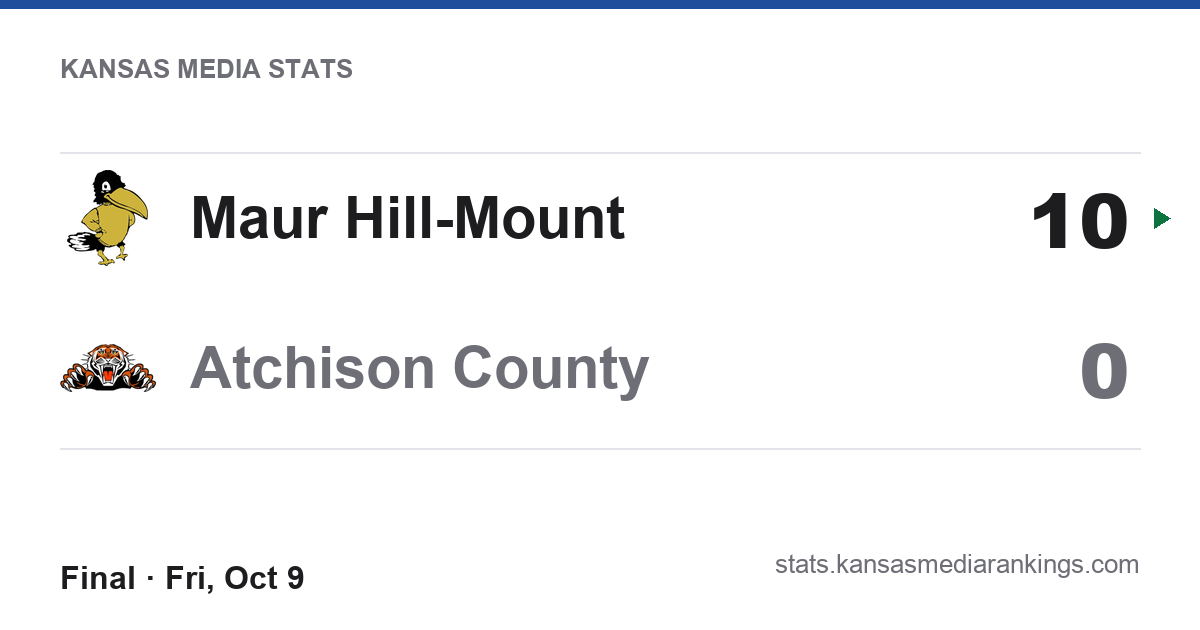 KANSAS MEDIA STATS
Maur Hill-Mount 10
Atchison County 0
Final · Fri, Oct 9
stats.kansasmediarankings.com